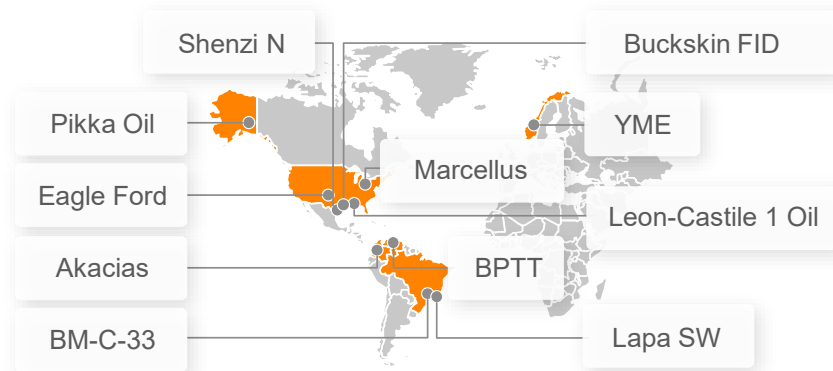 Shenzi N
Buckskin FID
Pikka Oil
YME
Marcellus
Eagle Ford
Leon-Castile 1 Oil
Akacias
BPTT
BM-C-33
Lapa SW